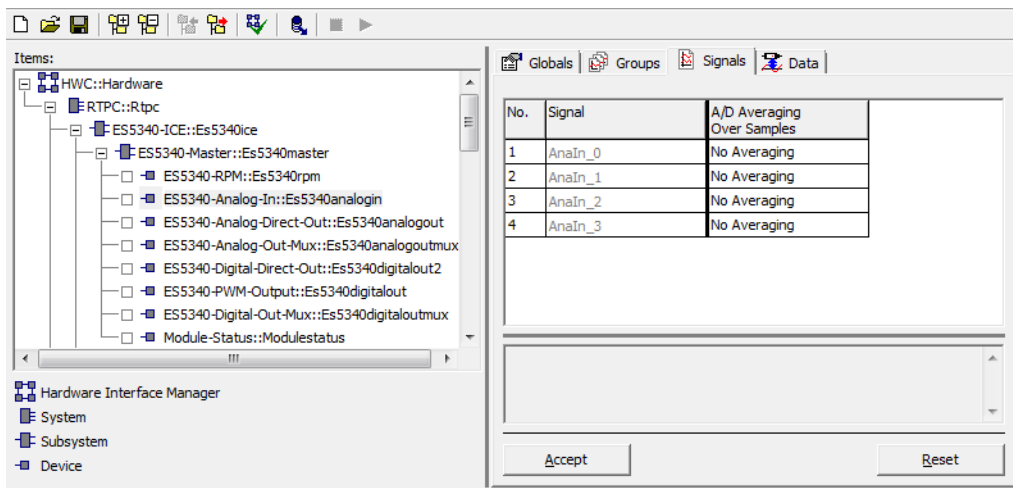 Items:
HWC::Hardware
RTPC::Rtpc
ES5340-ICE::Es5340ice
ES5340-Master::Es5340master
ES5340-RPM::Es5340rpm
ES5340-Analog-In::Es5340analogin
ES5340-Analog-Direct-Out::Es5340analogout
ES5340-Analog-Out-Mux::Es5340analogoutmux
ES5340-Digital-Direct-Out::Es5340digitalout2
ES5340-PWM-Output::Es5340digitalout
ES5340-Digital-Out-Mux::Es5340digitaloutmux
Module-Status::Modulestatus
Hardware Interface Manager
System
Subsystem
Device
Globals Groups Signals Data
No. Signal A/D Averaging
Over Samples
1 AnaIn_0 No Averaging
2 AnaIn_1 No Averaging
3 AnaIn_2 No Averaging
4 AnaIn_3 No Averaging
Accept Reset